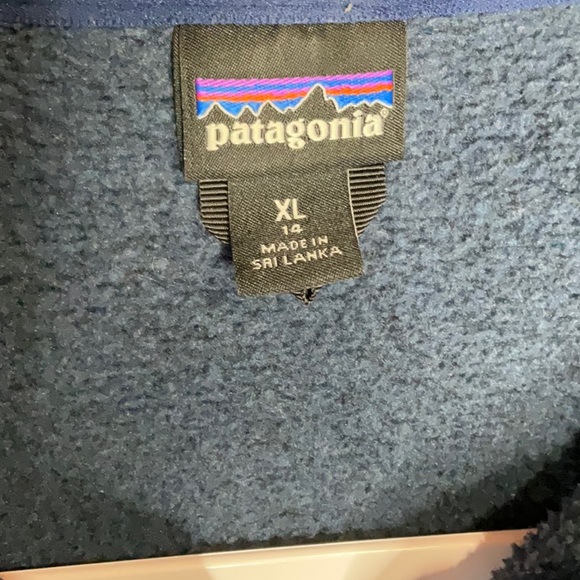 patagonia®
XL
14
MADE IN
SRI LANKA